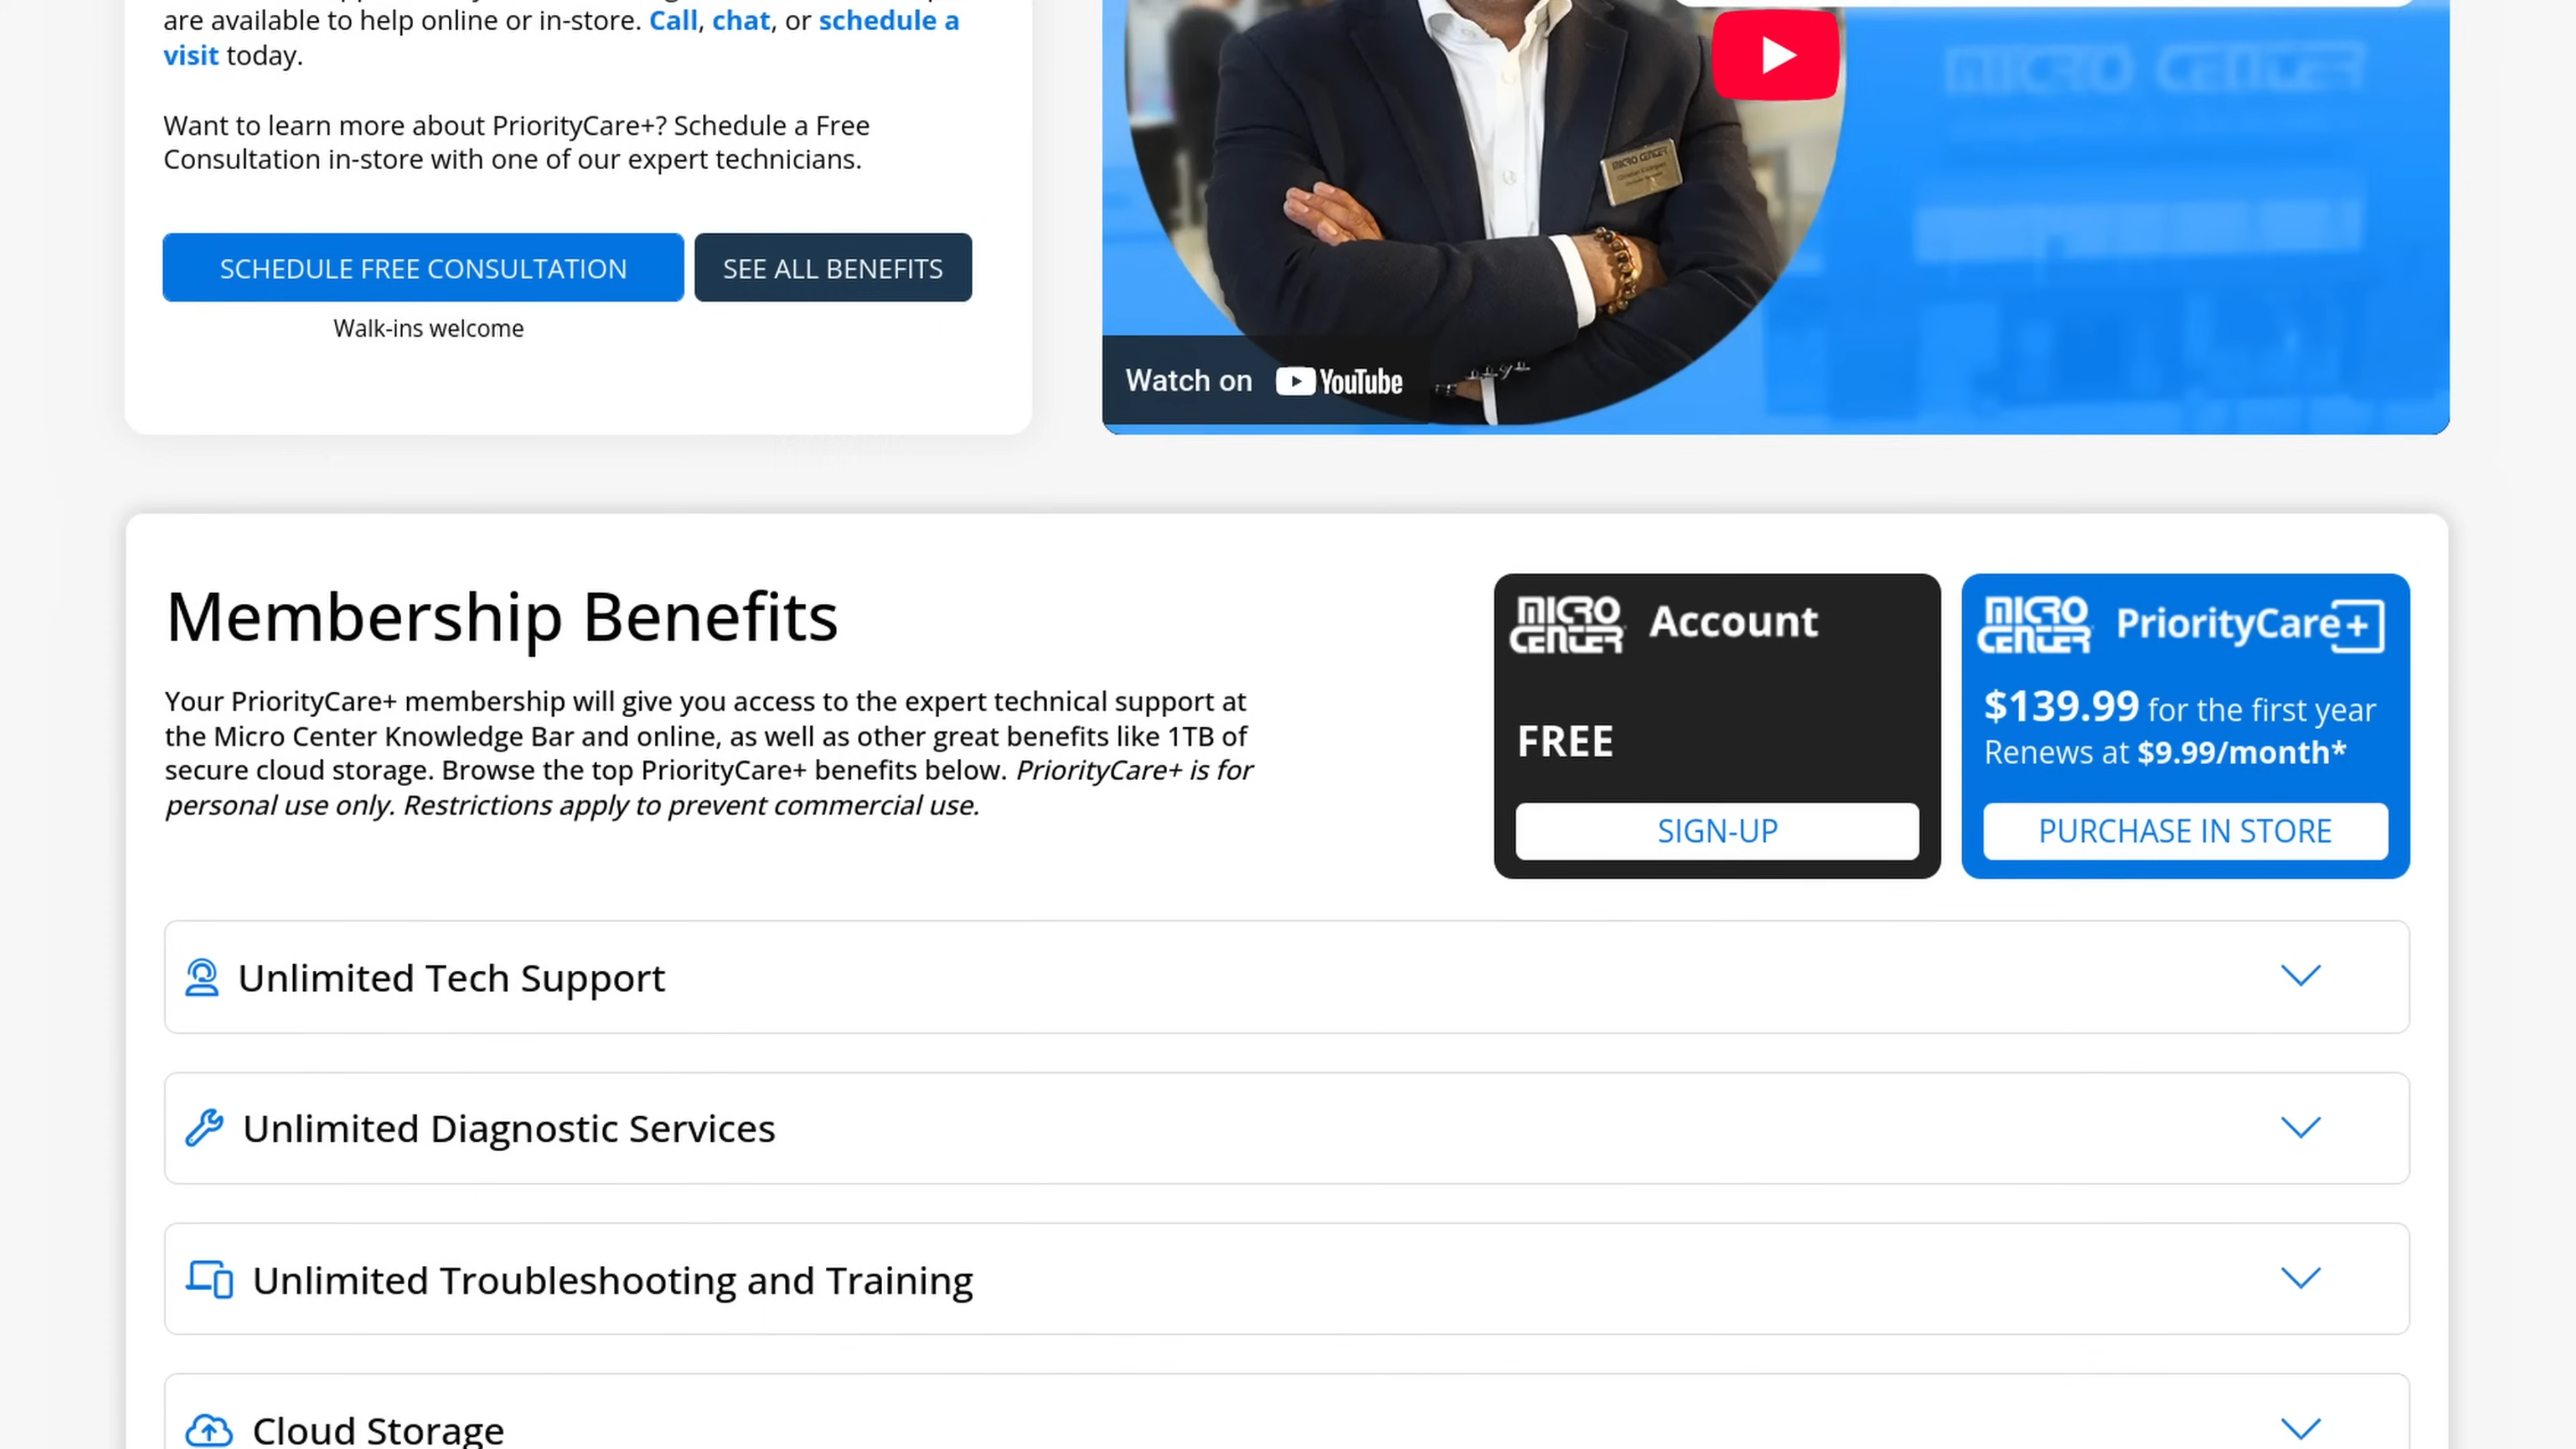 are available to help online or in-store. Call, chat, or schedule a
visit today.
Want to learn more about PriorityCare+? Schedule a Free
Consultation in-store with one of our expert technicians.
SCHEDULE FREE CONSULTATION
SEE ALL BENEFITS
Walk-ins welcome
MICRO CENTER
MICRO CENTER
Watch on YouTube
Membership Benefits
Your PriorityCare+ membership will give you access to the expert technical support at
the Micro Center Knowledge Bar and online, as well as other great benefits like 1TB of
secure cloud storage. Browse the top PriorityCare+ benefits below. PriorityCare+ is for
personal use only. Restrictions apply to prevent commercial use.
MICRO CENTER Account
FREE
SIGN-UP
MICRO CENTER PriorityCare+
$139.99 for the first year
Renews at $9.99/month*
PURCHASE IN STORE
Unlimited Tech Support
Unlimited Diagnostic Services
Unlimited Troubleshooting and Training
Cloud Storage